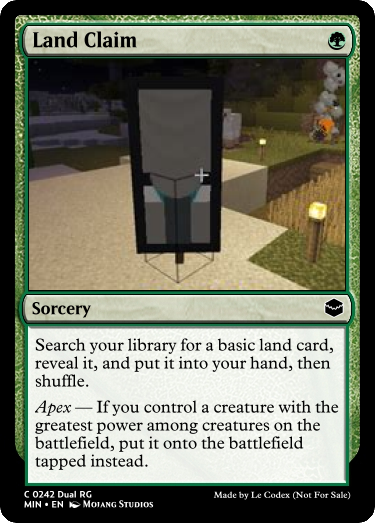 Land Claim
Sorcery
Search your library for a basic land card,
reveal it, and put it into your hand, then
shuffle.
Apex — If you control a creature with the
greatest power among creatures on the
battlefield, put it onto the battlefield
tapped instead.
C 0242 Dual RG
MIN • EN Mojang Studios
Made by Le Codex (Not For Sale)